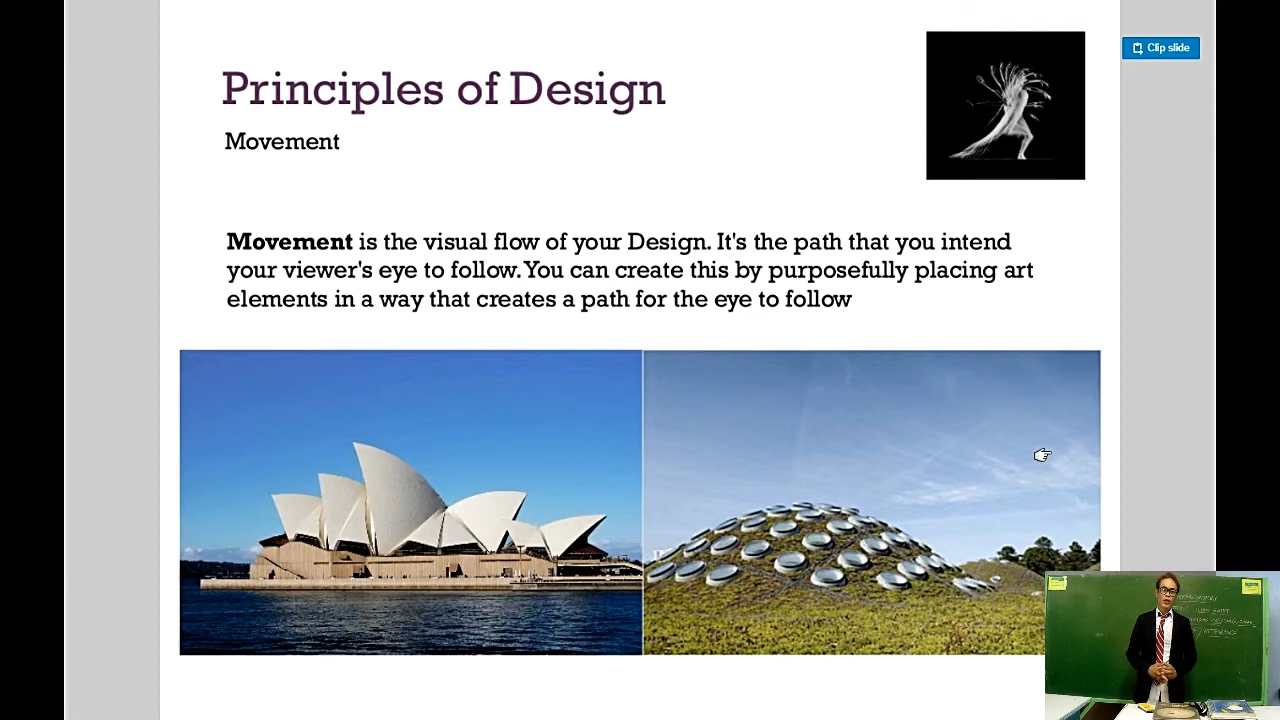 Principles of Design
Clip slide
Movement
Movement is the visual flow of your Design. It's the path that you intend
your viewer's eye to follow. You can create this by purposefully placing art
elements in a way that creates a path for the eye to follow